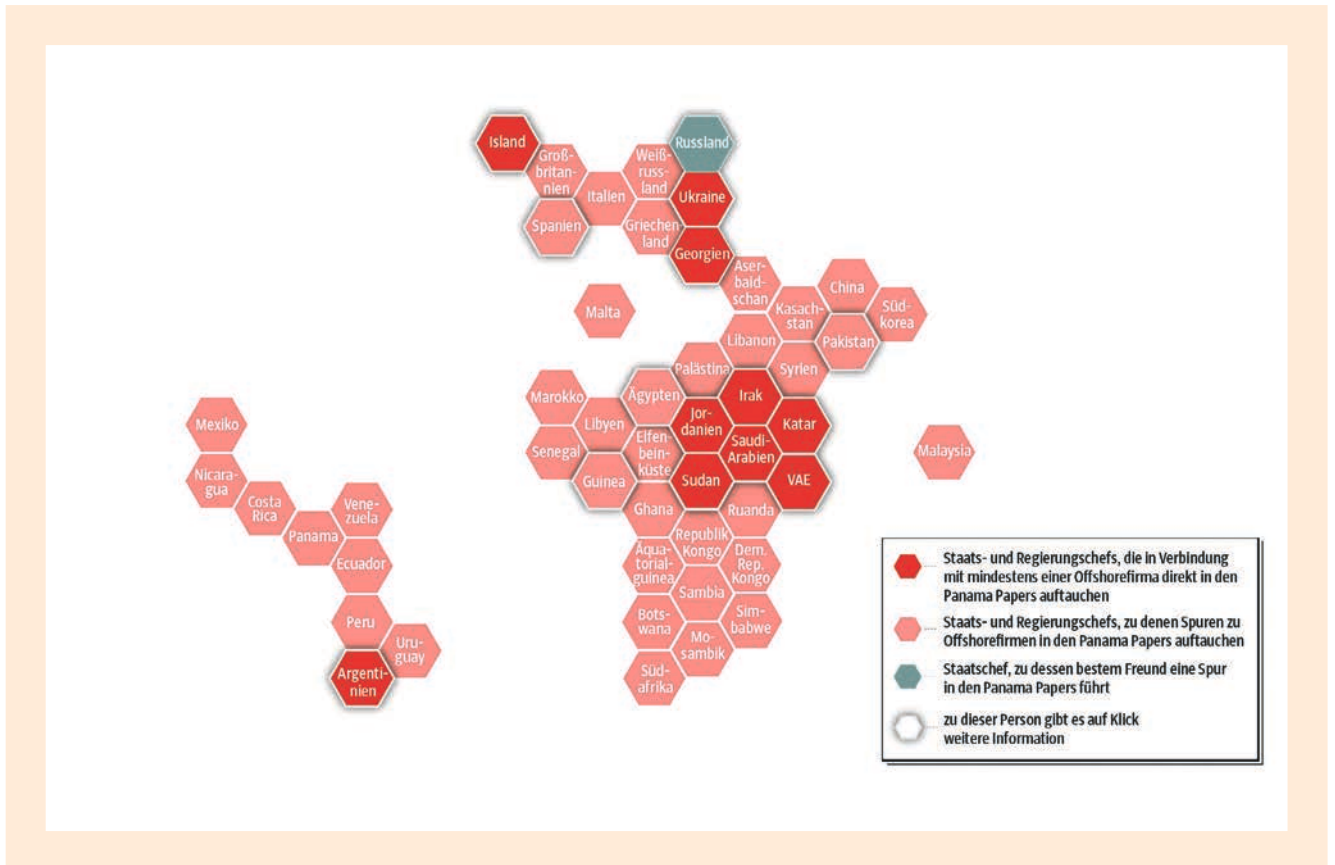 Island
Groß-
britan-
nien
Spanien
Italien
Weiß-
russ-
land
Griechen
land
Russland
Ukraine
Georgien
Malta
Aser-
baid-
schan
Kasach-
stan
China
Süd-
korea
Pakistan
Libanon
Syrien
Palästina
Marokko
Libyen
Ägypten
Jor-
danien
Irak
Katar
Saudi-
Arabien
Senegal
Elfen-
bein-
küste
Guinea
Sudan
VAE
Malaysia
Ghana
Ruanda
Republik
Kongo
Äqua-
torial-
guinea
Dem.
Rep.
Kongo
Sambia
Bots-
wana
Sim-
babwe
Mo-
sambik
Süd-
afrika
Mexiko
Nicara-
gua
Costa
Rica
Panama
Vene-
zuela
Ecuador
Peru
Uru-
guay
Argenti-
nien
Staats- und Regierungschefs, die in Verbindung
mit mindestens einer Offshorefirma direkt in den
Panama Papers auftauchen
Staats- und Regierungschefs, zu denen Spuren zu
Offshorefirmen in den Panama Papers auftauchen
Staatschef, zu dessen bestem Freund eine Spur
in den Panama Papers führt
zu dieser Person gibt es auf Klick
weitere Information